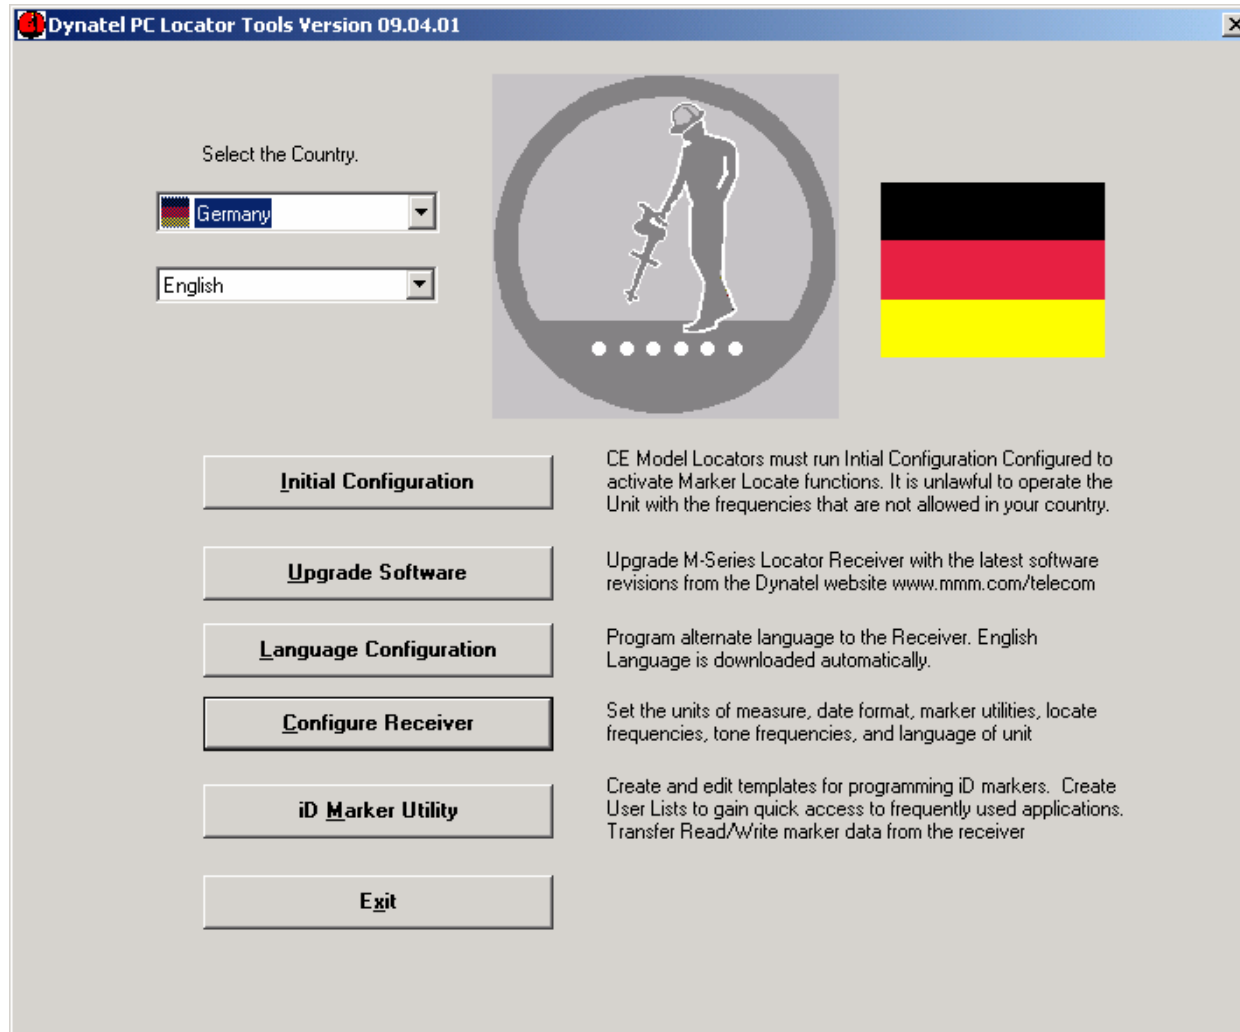 Dynatel PC Locator Tools Version 09.04.01
Select the Country.
Germany
English
Initial Configuration
CE Model Locators must run Intial Configuration Configured to
activate Marker Locate functions. It is unlawful to operate the
Unit with the frequencies that are not allowed in your country.
Upgrade Software
Upgrade M-Series Locator Receiver with the latest software
revisions from the Dynatel website www.mmm.com/telecom
Language Configuration
Program alternate language to the Receiver. English
Language is downloaded automatically.
Configure Receiver
Set the units of measure, date format, marker utilities, locate
frequencies, tone frequencies, and language of unit
iD Marker Utility
Create and edit templates for programming iD markers.  Create
User Lists to gain quick access to frequently used applications.
Transfer Read/Write marker data from the receiver
Exit